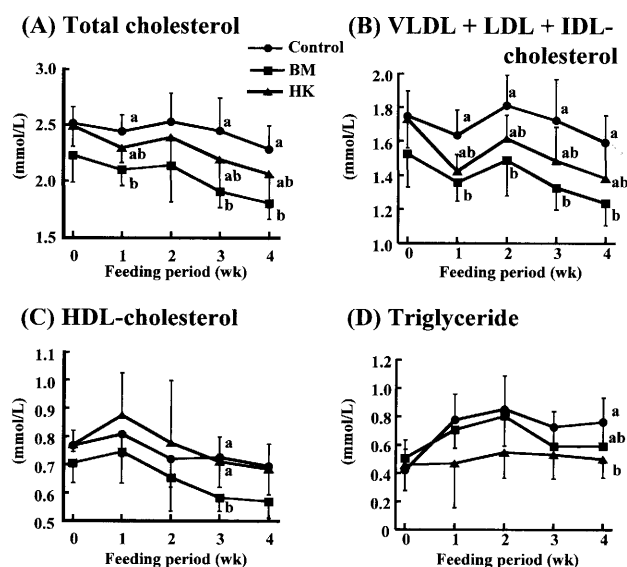 (A) Total cholesterol
Control
BM
HK
3.0
2.5
2.0
1.5
(mmol/L)
a
a
a
ab
ab
ab
b
b
b
0 1 2 3 4
Feeding period (wk)
(B) VLDL + LDL + IDL-
cholesterol
2.0
1.8
1.6
1.4
1.2
1.0
(mmol/L)
a
a
a
a
ab
ab
ab
ab
b
b
b
b
0 1 2 3 4
Feeding period (wk)
(C) HDL-cholesterol
1.1
1.0
0.9
0.8
0.7
0.6
0.5
(mmol/L)
a
a
b
0 1 2 3 4
Feeding period (wk)
(D) Triglyceride
1.2
1.0
0.8
0.6
0.4
0.2
0
(mmol/L)
a
ab
b
0 1 2 3 4
Feeding period (wk)